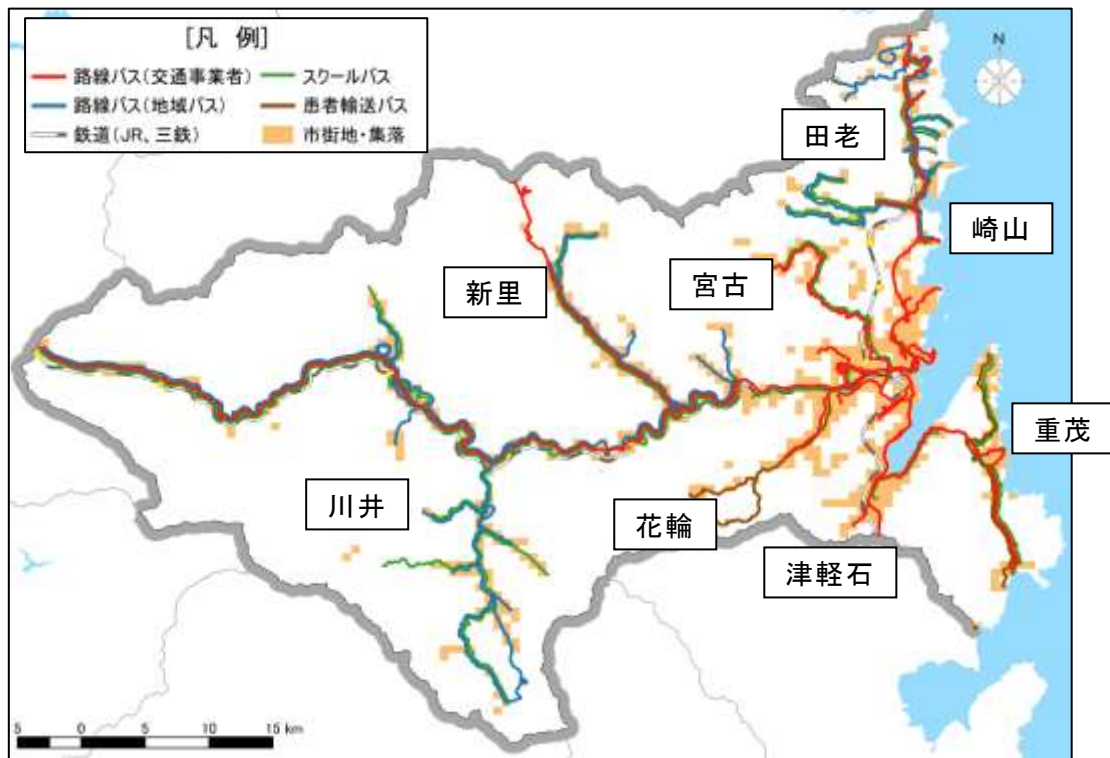 [凡 例]
路線バス(交通事業者)
スクールバス
路線バス(地域バス)
患者輸送バス
鉄道(JR、三鉄)
市街地・集落
N
田老
崎山
新里
宮古
重茂
川井
花輪
津軽石
5 0 5 10 15 km